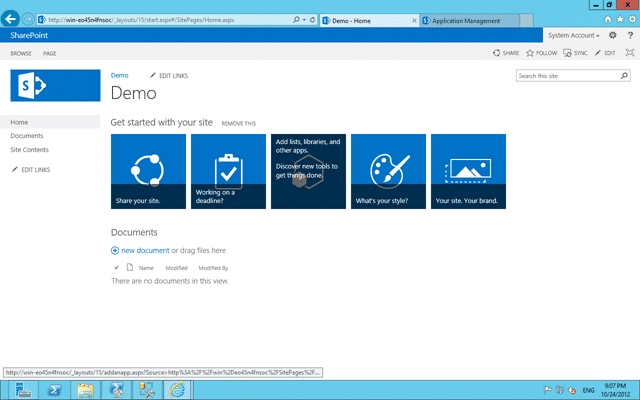 http://win-eo45n4fnsoc/_layouts/15/start.aspx#/SitePages/Home.aspx
Demo - Home
Application Management
SharePoint
System Account
BROWSE PAGE
SHARE FOLLOW SYNC EDIT
Demo
EDIT LINKS
Search this site
Demo
Home
Documents
Site Contents
EDIT LINKS
Get started with your site REMOVE THIS
Share your site.
Working on a
deadline?
Add lists, libraries, and
other apps.
Discover new tools to
get things done.
What's your style?
Your site. Your brand.
Documents
new document or drag files here
Name Modified Modified By
There are no documents in this view.
http://win-eo45n4fnsoc/_layouts/15/addanapp.aspx?Source=http%3A%2F%2Fwin%2Deo45n4fnsoc%2FSitePages%2F...
ENG
9:07 PM
10/24/2012